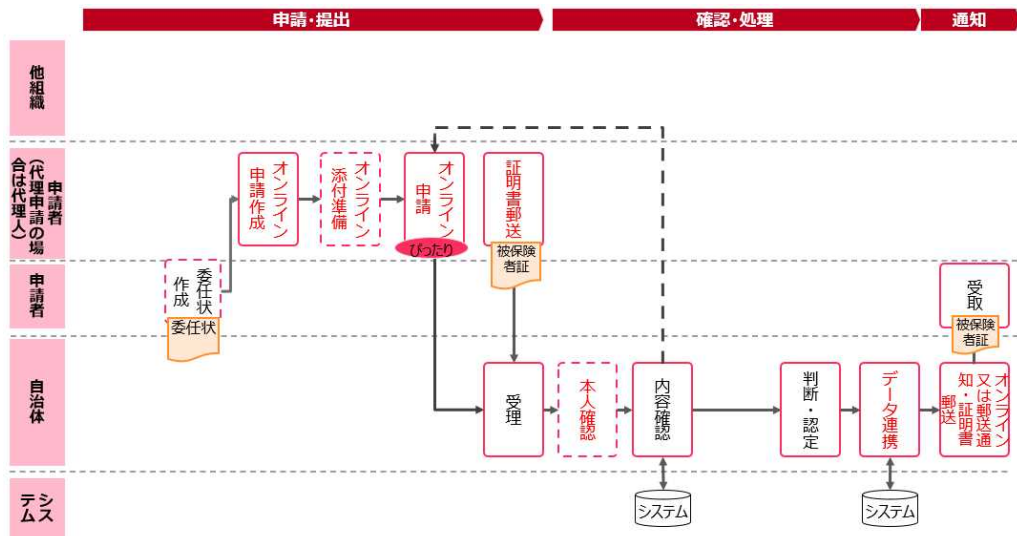 申請・提出
確認・処理
通知
他組織
申請者
(代理申請の場
合は代理人)
オンライン
申請作成
オンライン
添付準備
オンライン
申請
ぴったり
証明書郵送
被保険
者証
申請者
委任状
作成
委任状
受取
被保険
者証
自治体
受理
本人確認
内容確認
判断・認定
データ連携
オンライン
又は郵送通
知・証明書
郵送
シス
テム
システム
システム